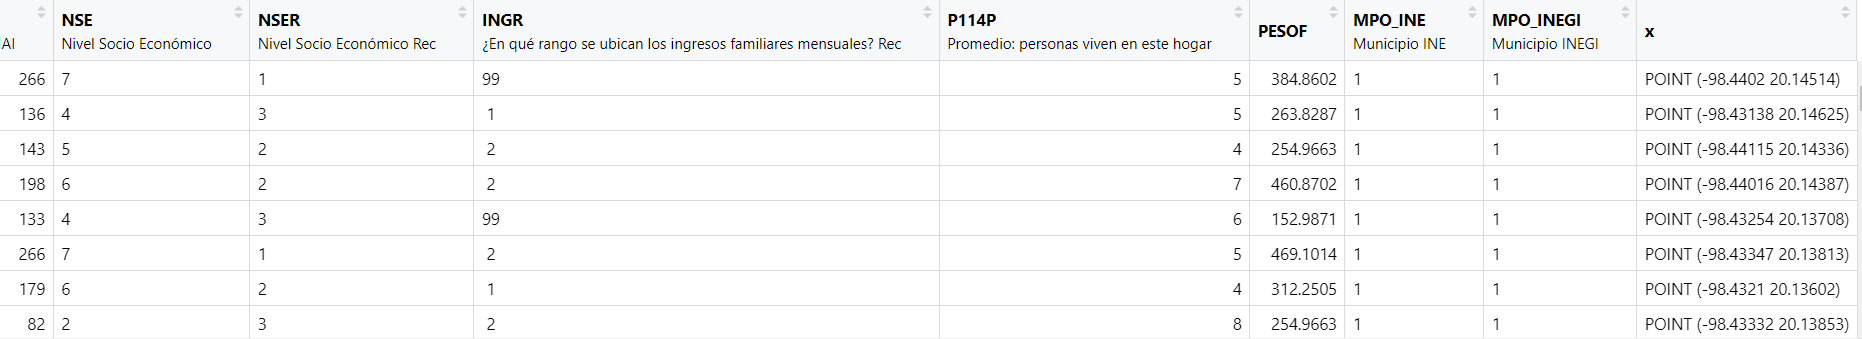 NSE NSER INGR P114P PESOF MPO_INE MPO_INEGI x
AI Nivel Socio Económico Nivel Socio Económico Rec ¿En qué rango se ubican los ingresos familiares mensuales? Rec Promedio: personas viven en este hogar Municipio INE Municipio INEGI
266 7 1 99 5 384.8602 1 1 POINT (-98.4402 20.14514)
136 4 3 1 5 263.8287 1 1 POINT (-98.43138 20.14625)
143 5 2 2 4 254.9663 1 1 POINT (-98.44115 20.14336)
198 6 2 2 7 460.8702 1 1 POINT (-98.44016 20.14387)
133 4 3 99 6 152.9871 1 1 POINT (-98.43254 20.13708)
266 7 1 2 5 469.1014 1 1 POINT (-98.43347 20.13813)
179 6 2 1 4 312.2505 1 1 POINT (-98.4321 20.13602)
82 2 3 2 8 254.9663 1 1 POINT (-98.43332 20.13853)